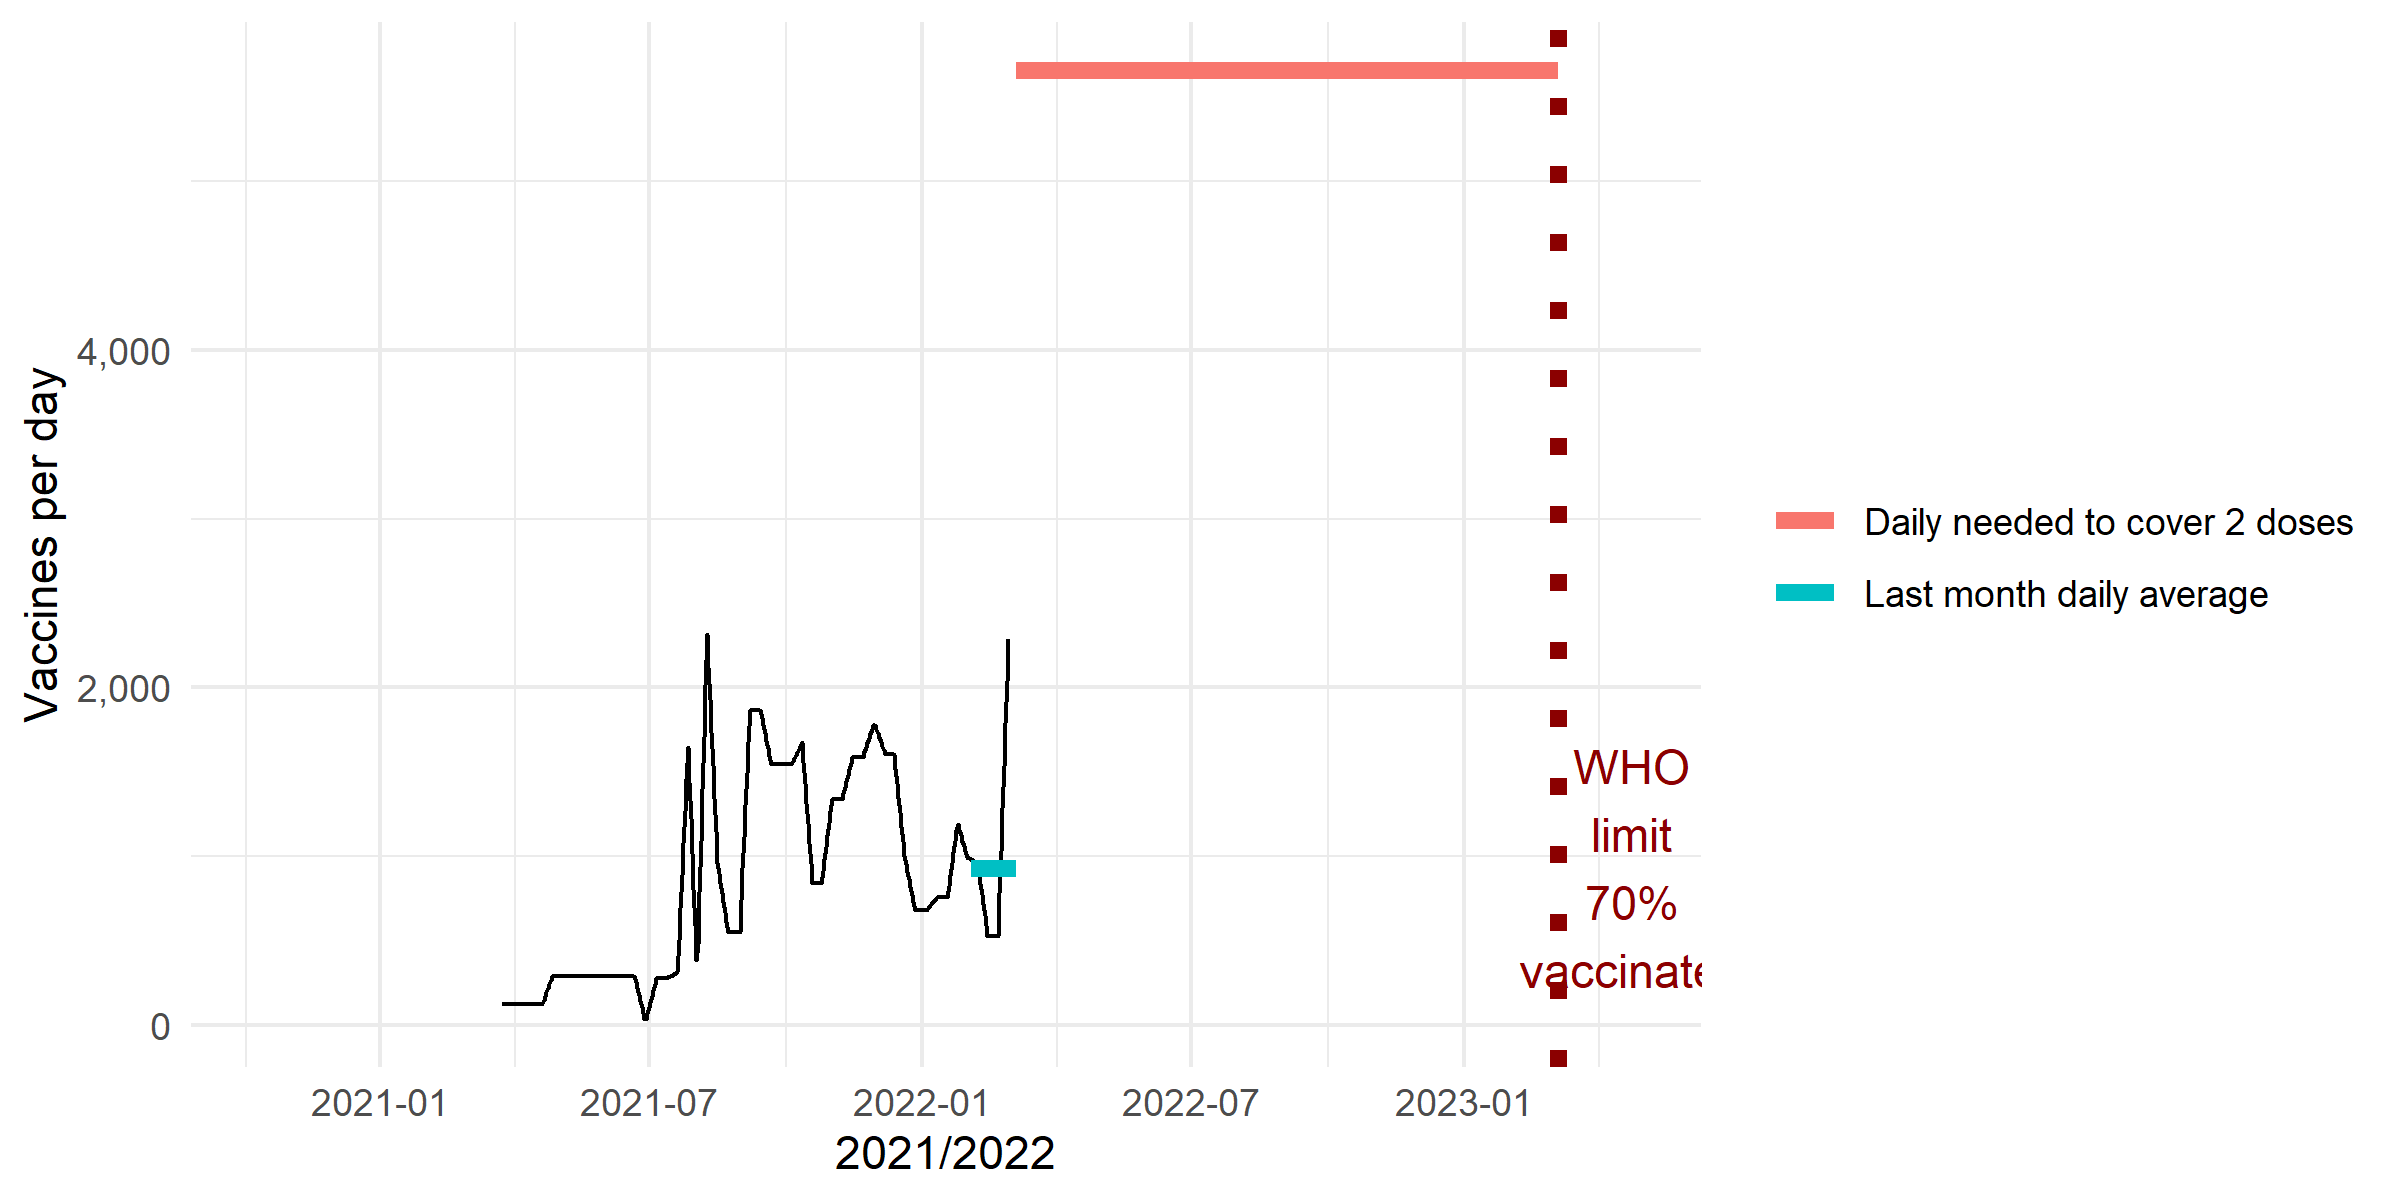 Vaccines per day
4,000
2,000
0
2021-01
2021-07
2022-01
2022-07
2023-01
2021/2022
WHO
limit
70%
vaccinate
Daily needed to cover 2 doses
Last month daily average